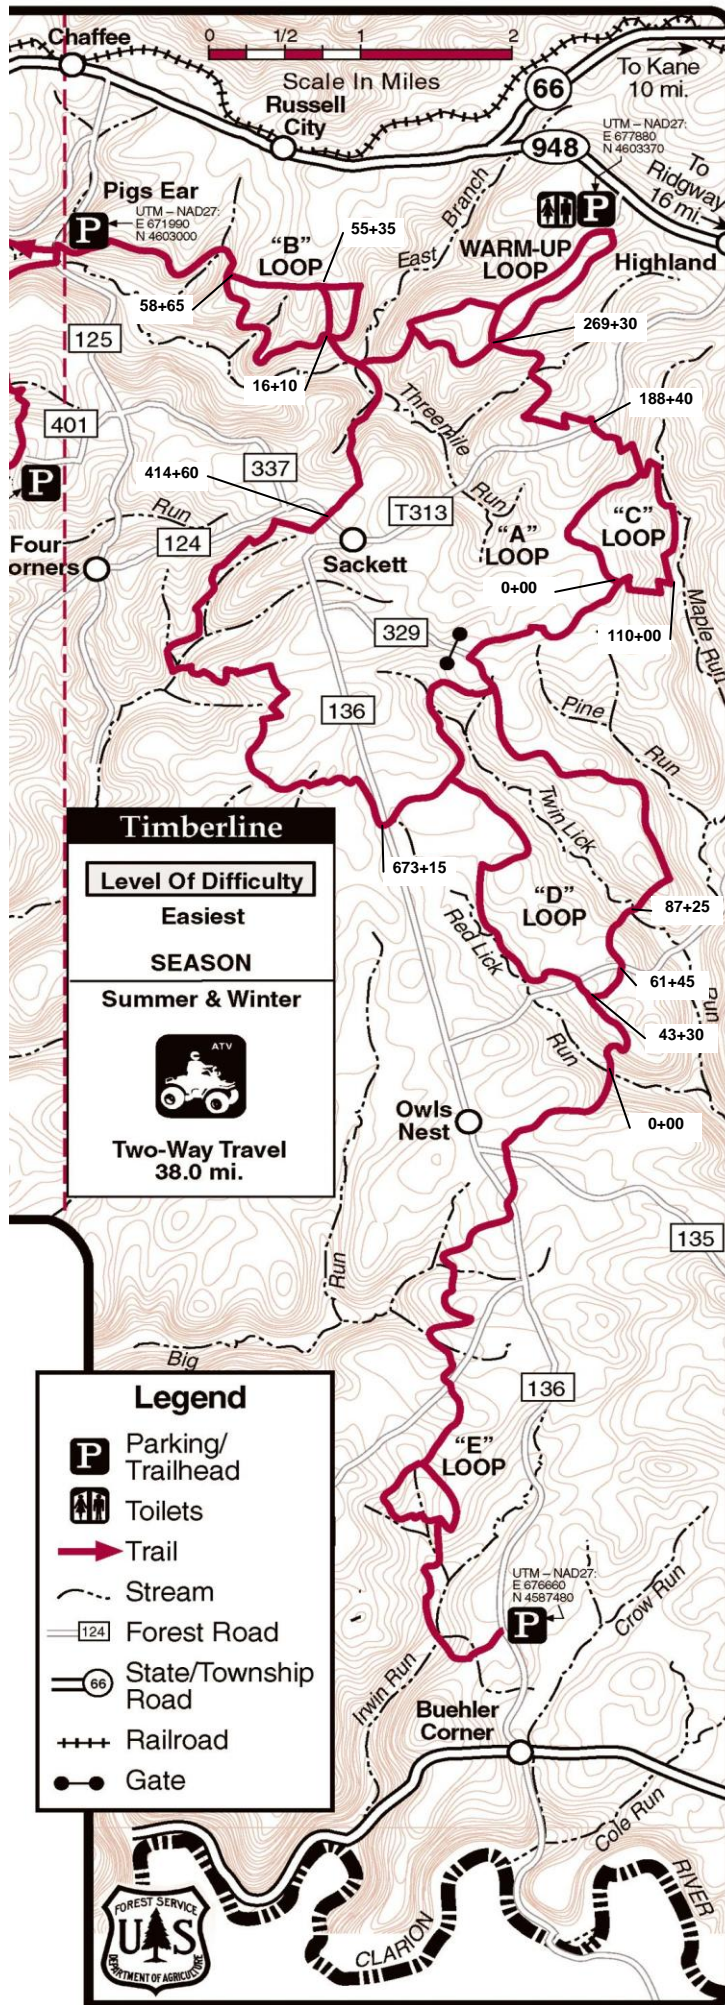 Chaffee
0 1/2 1 2
Scale In Miles
Russell
City
66
To Kane
10 mi.
UTM – NAD27:
E 677880
N 4603370
948
To
Ridgway
16 mi.
Pigs Ear
P
UTM – NAD27:
E 671990
N 4603000
P
"B"
LOOP
55+35
East Branch
WARM-UP
LOOP
Highland
58+65
125
269+30
16+10
Threemile
Run
188+40
401
P
337
414+60
T313
"A"
LOOP
"C"
LOOP
Run
124
Four
orners
Sackett
0+00
110+00
Maple Run
329
136
Pine
Run
Timberline
Level Of Difficulty
Easiest
SEASON
Summer & Winter
ATV
Two-Way Travel
38.0 mi.
Twin Lick
Run
673+15
"D"
LOOP
87+25
Red Lick
Run
61+45
43+30
Owls
Nest
0+00
135
Run
Big
136
"E"
LOOP
Legend
P Parking/
Trailhead
Toilets
Trail
Stream
124 Forest Road
66 State/Township
Road
Railroad
Gate
UTM – NAD27:
E 676660
N 4587480
P
Crow Run
Irwin Run
Buehler
Corner
Cole Run
CLARION
RIVER
FOREST SERVICE
U S
DEPARTMENT OF AGRICULTURE